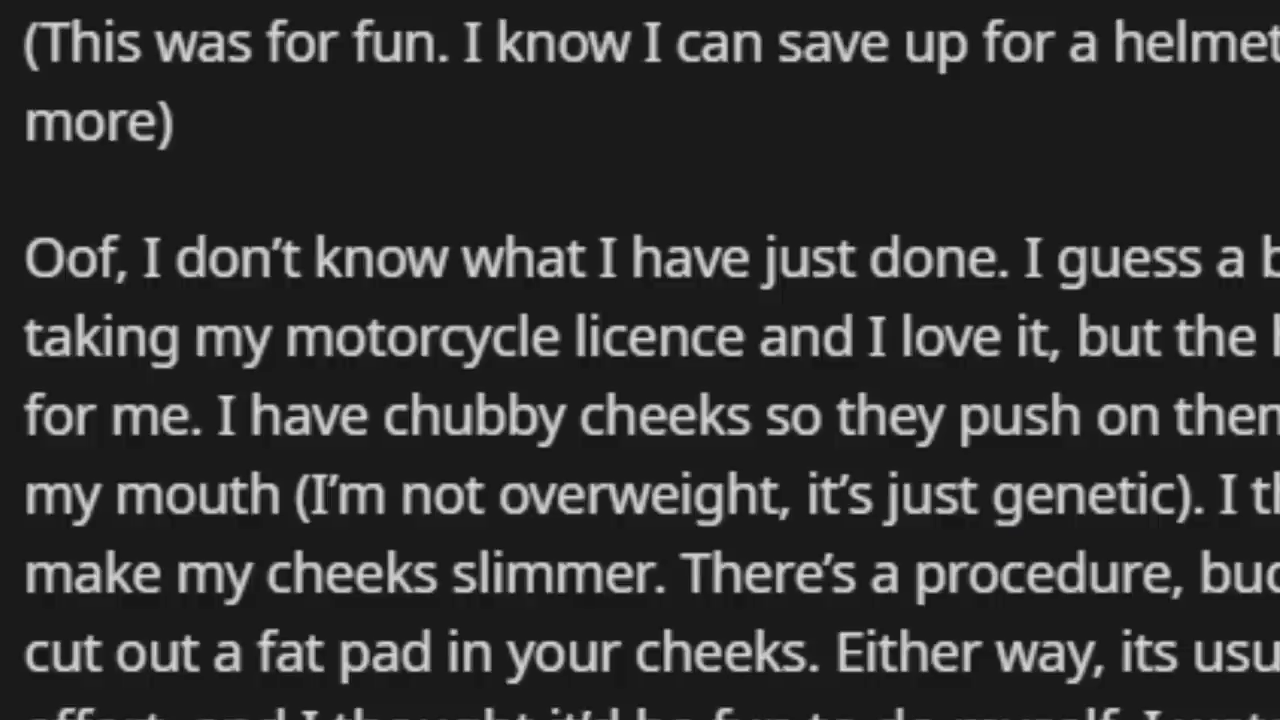 (This was for fun. I know I can save up for a helmet
more)
Oof, I don’t know what I have just done. I guess a
taking my motorcycle licence and I love it, but the
for me. I have chubby cheeks so they push on
my mouth (I’m not overweight, it’s just genetic). I
make my cheeks slimmer. There’s a procedure,
cut out a fat pad in your cheeks. Either way, its